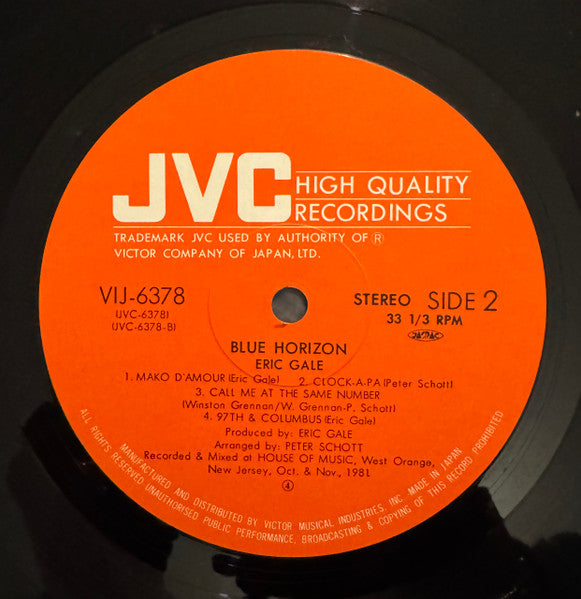 JVC HIGH QUALITY RECORDINGS
TRADEMARK JVC USED BY AUTHORITY OF Ⓡ
VICTOR COMPANY OF JAPAN, LTD.
VIJ-6378
(JVC-6378)
(JVC-6378-B)
STEREO SIDE 2
33 1/3 RPM
JASRAC
BLUE HORIZON
ERIC GALE
1. MAKO D'AMOUR (Eric Gale) 2. CLOCK-A-PA (Peter Schott)
3. CALL ME AT THE SAME NUMBER
(Winston Grennan/W. Grennan-P. Schott)
4. 97TH & COLUMBUS (Eric Gale)
Produced by: ERIC GALE
Arranged by: PETER SCHOTT
Recorded & Mixed at HOUSE OF MUSIC, West Orange,
New Jersey, Oct. & Nov., 1981
④
MANUFACTURED AND DISTRIBUTED BY VICTOR MUSICAL INDUSTRIES, INC. MADE IN JAPAN
ALL RIGHTS RESERVED UNAUTHORISED PUBLIC PERFORMANCE, BROADCASTING & COPYING OF THIS RECORD PROHIBITED